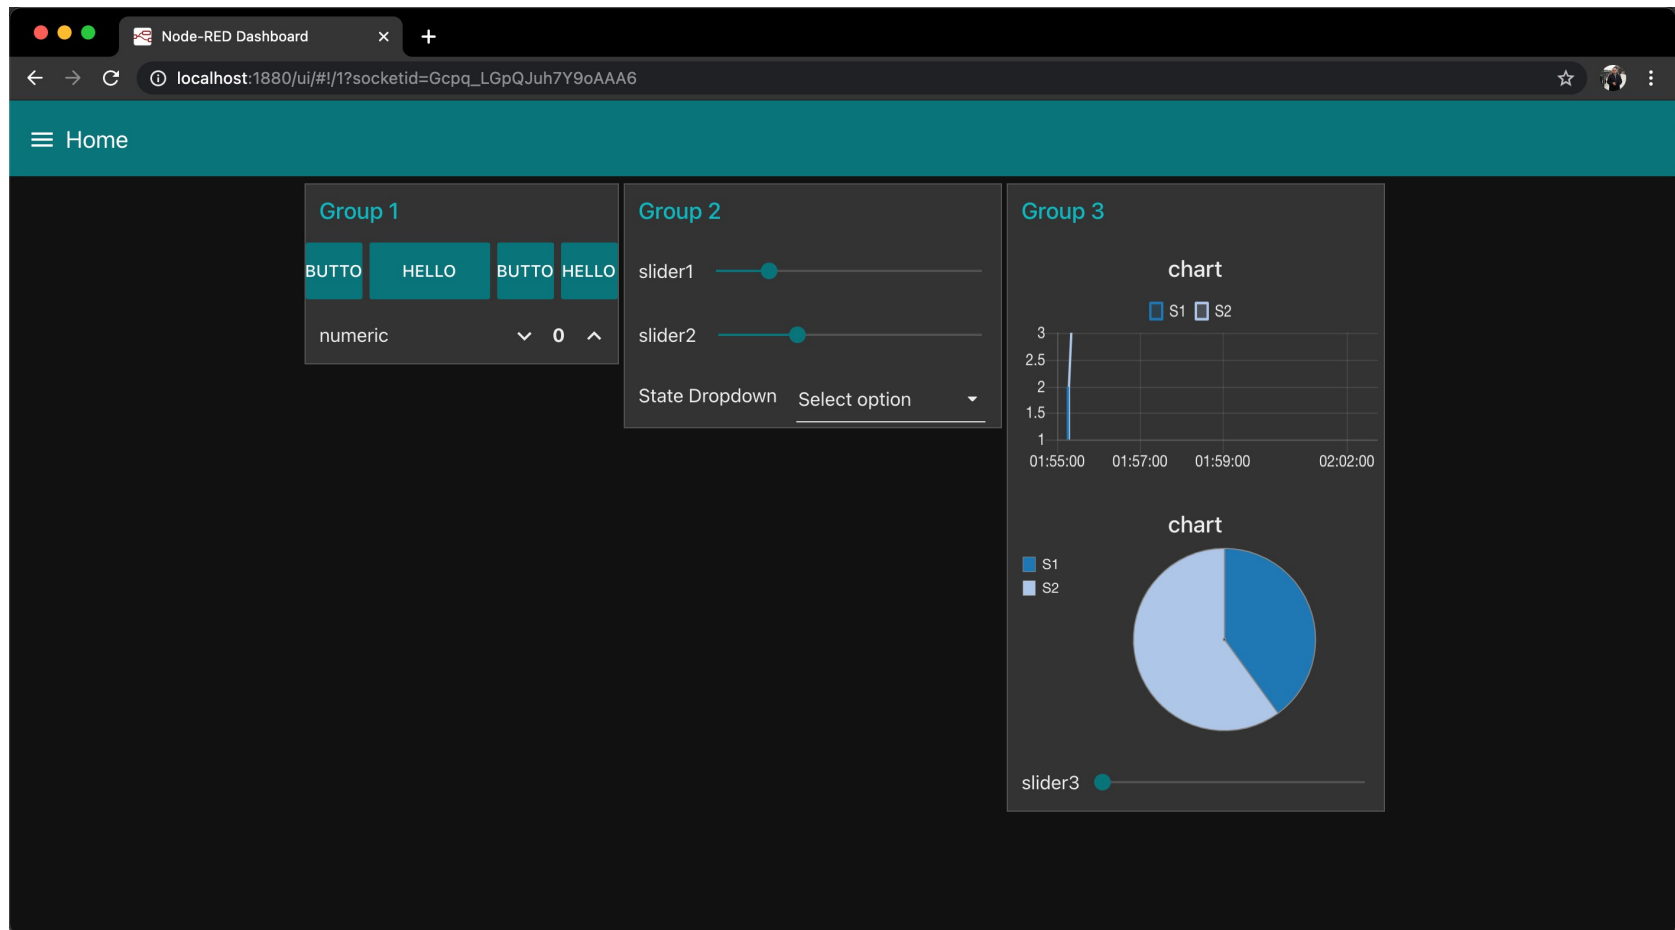 Node-RED Dashboard
localhost:1880/ui/#!/1?socketid=Gcpq_LGpQJuh7Y9oAAA6
Home
Group 1
BUTTO HELLO BUTTO HELLO
numeric 0
Group 2
slider1
slider2
State Dropdown Select option
Group 3
chart
S1 S2
3
2.5
2
1.5
1
01:55:00 01:57:00 01:59:00 02:02:00
chart
S1
S2
slider3